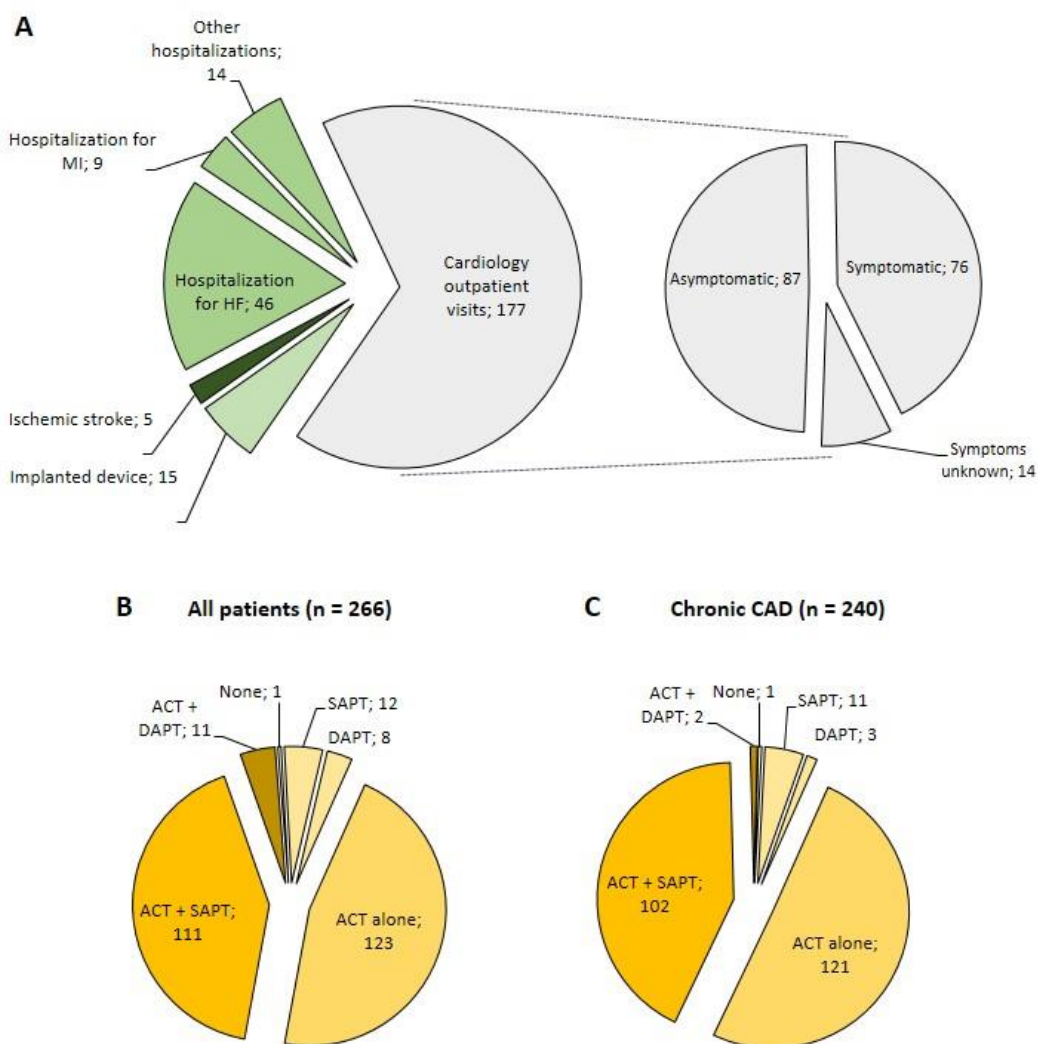 A
Other
hospitalizations;
14
Hospitalization for
MI; 9
Hospitalization
for HF; 46
Ischemic stroke; 5
Implanted device; 15
Cardiology
outpatient
visits; 177
Asymptomatic; 87
Symptomatic; 76
Symptoms
unknown; 14
B
All patients (n = 266)
None; 1
ACT +
DAPT; 11
SAPT; 12
DAPT; 8
ACT + SAPT;
111
ACT alone;
123
C
Chronic CAD (n = 240)
ACT +
DAPT; 2
None; 1
SAPT; 11
DAPT; 3
ACT + SAPT;
102
ACT alone;
121